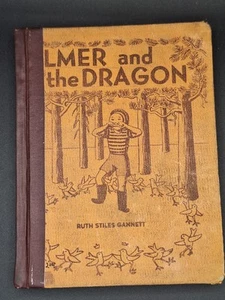 LMER and
the DRAGON
RUTH STILES GANNETT